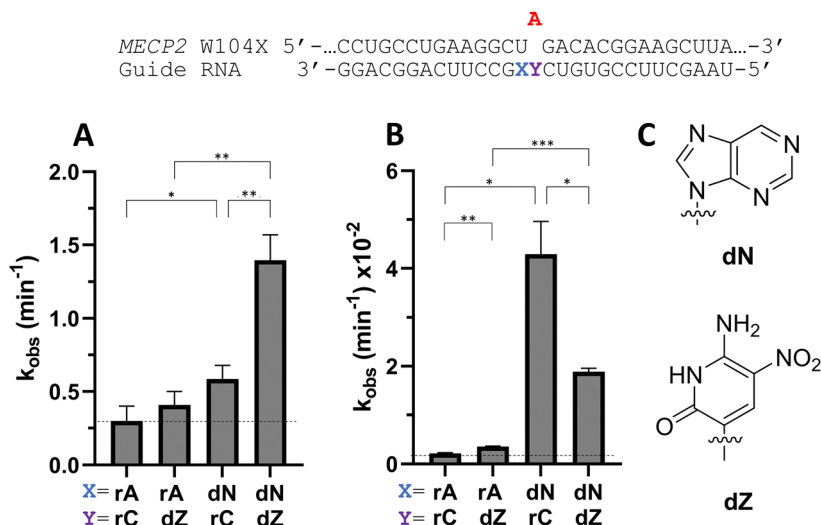 A
MECP2 W104X 5′-…CCUGCCUGAAGGCU GACACGGAAGCUUA…-3′
Guide RNA 3′-GGACGGACUUCCGXYCUGUGCCUUCGAAU-5′
A
B
C
**
*
**
2.0
1.5
1.0
0.5
0.0
kobs (min-1)
X= rA rA dN dN
Y= rC dZ rC dZ
***
*
*
**
6
4
2
0
kobs (min-1) x10-2
X= rA rA dN dN
Y= rC dZ rC dZ
N
N
N
N
dN
NH2
HN
NO2
O
dZ